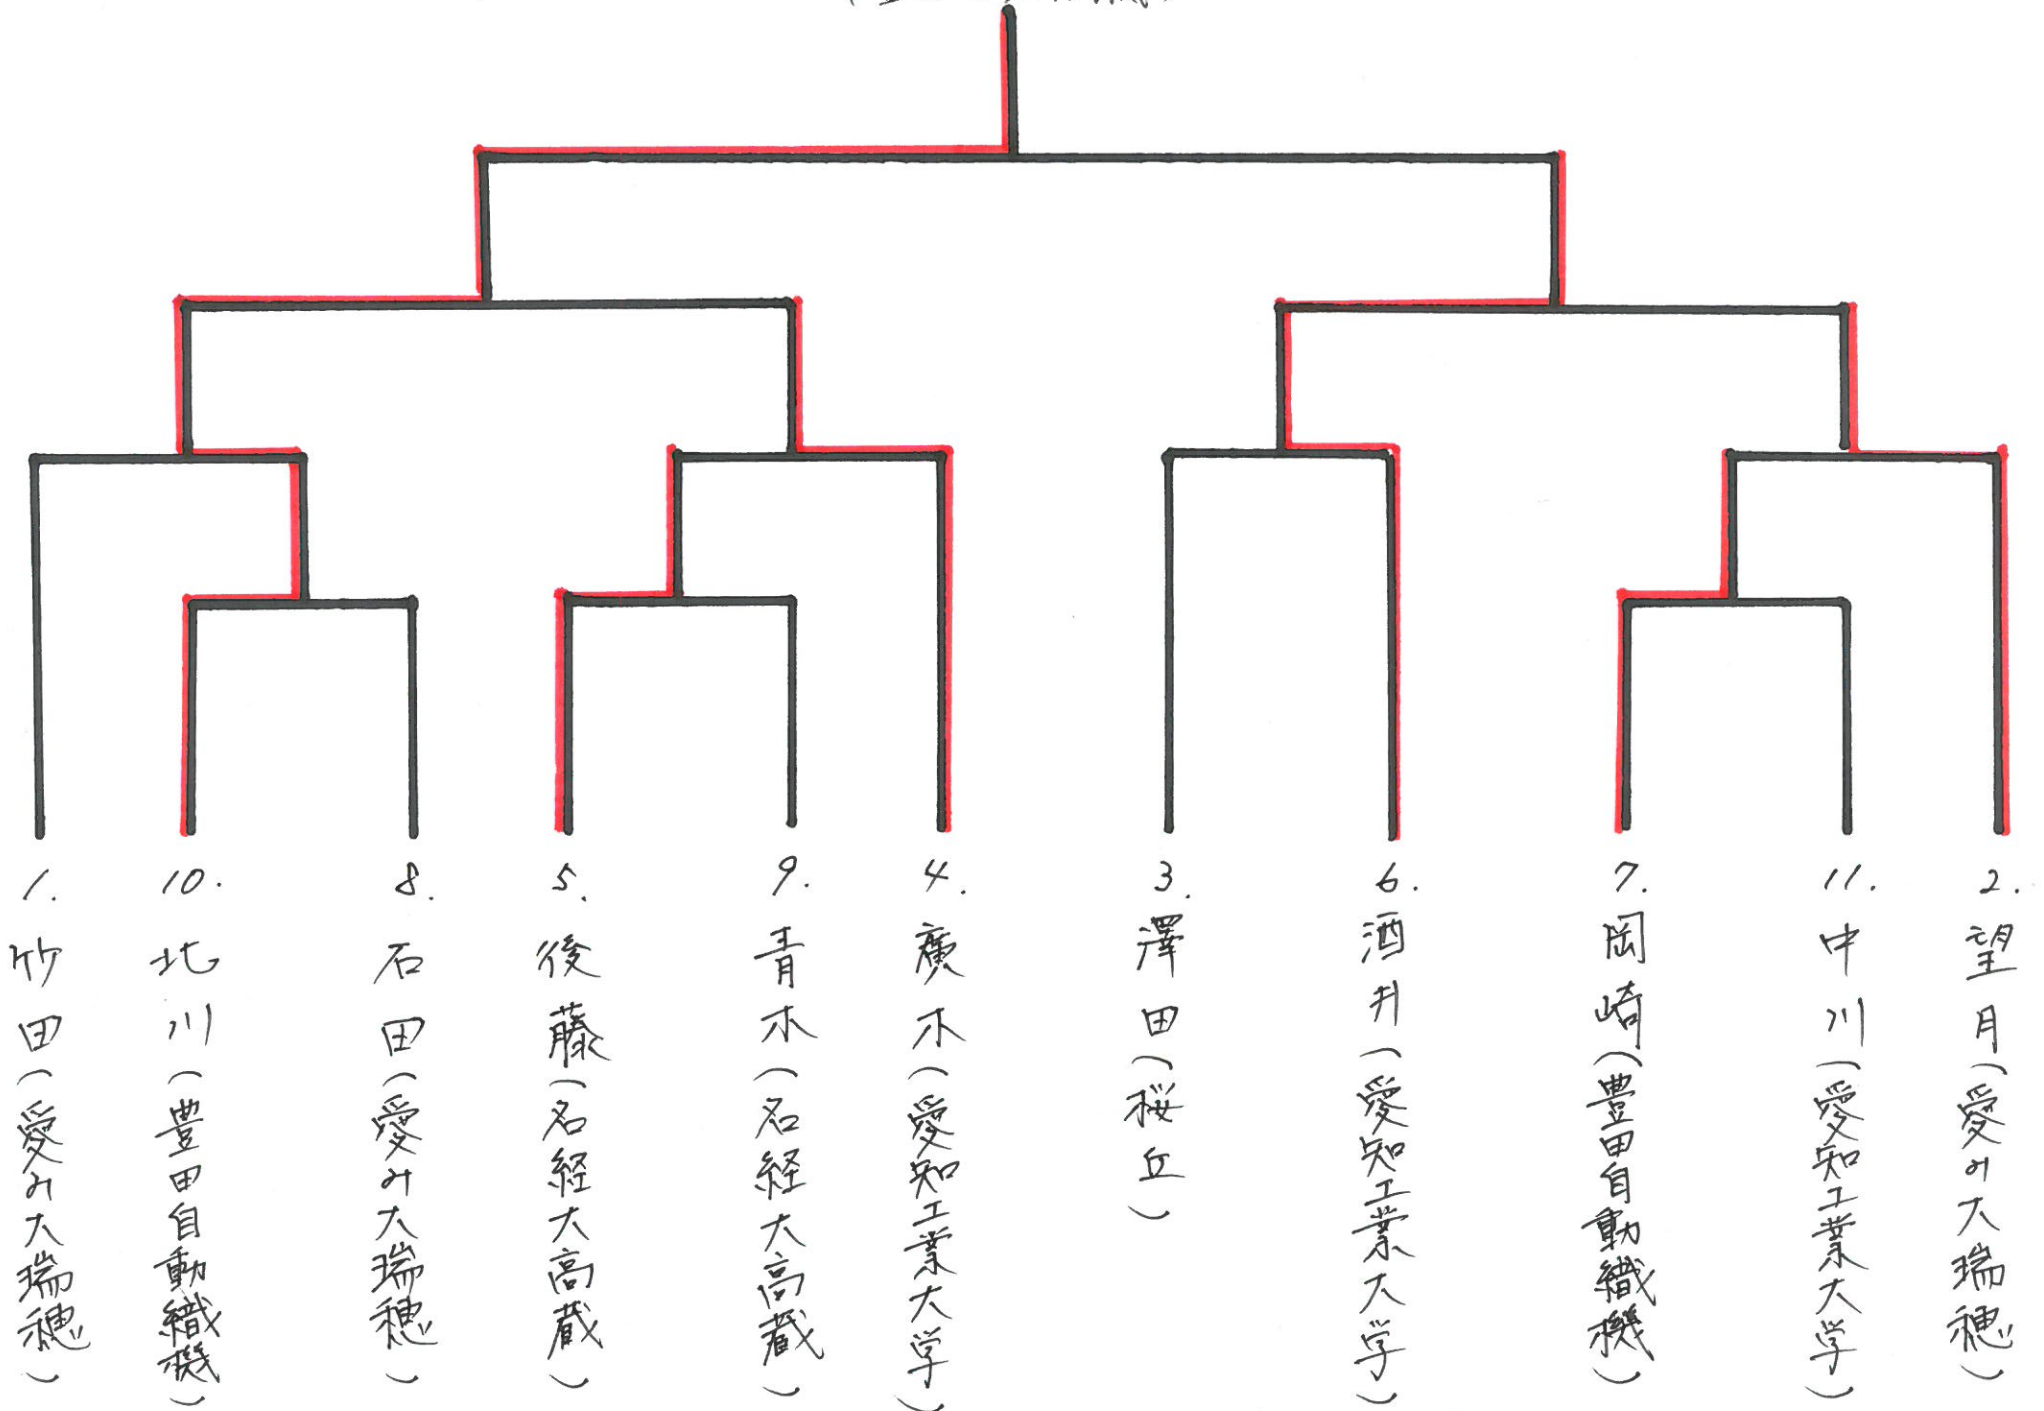 1. 竹田(愛み大瑞穂)
10. 北川(豊田自動織機)
8. 石田(愛み大瑞穂)
5. 後藤(名経大高蔵)
9. 青木(名経大高蔵)
4. 廣木(愛知工業大学)
3. 澤田(桜丘)
6. 酒井(愛知工業大学)
7. 岡崎(豊田自動織機)
11. 中川(愛知工業大学)
2. 望月(愛み大瑞穂)